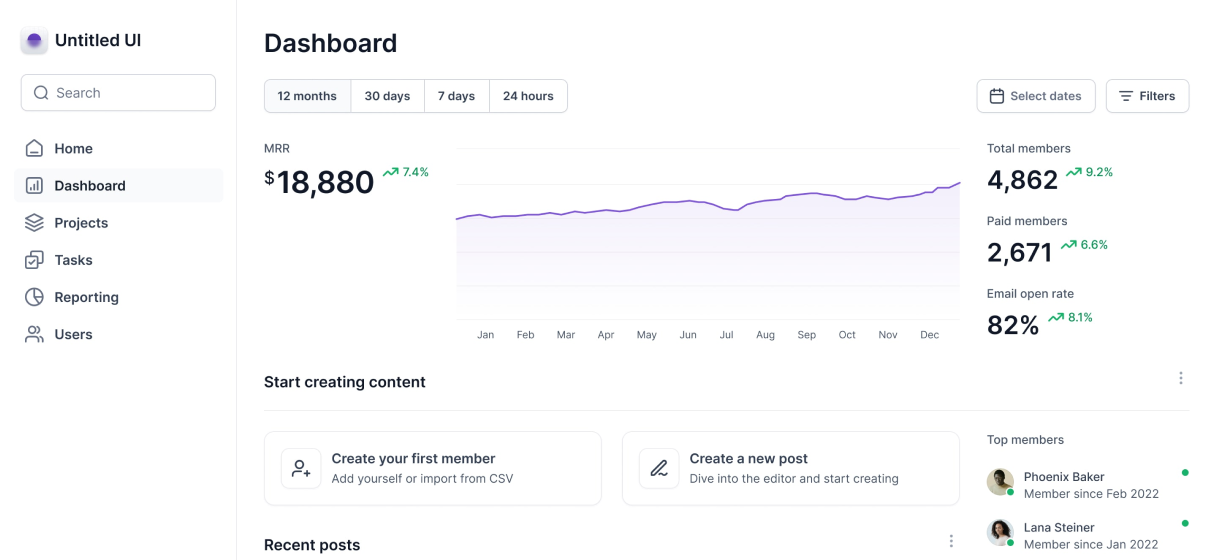 Untitled UI
Search
Home
Dashboard
Projects
Tasks
Reporting
Users
Dashboard
12 months 30 days 7 days 24 hours
Select dates Filters
MRR
$18,880 7.4%
Jan Feb Mar Apr May Jun Jul Aug Sep Oct Nov Dec
Total members
4,862 9.2%
Paid members
2,671 6.6%
Email open rate
82% 8.1%
Start creating content
Create your first member
Add yourself or import from CSV
Create a new post
Dive into the editor and start creating
Top members
Phoenix Baker
Member since Feb 2022
Lana Steiner
Member since Jan 2022
Recent posts